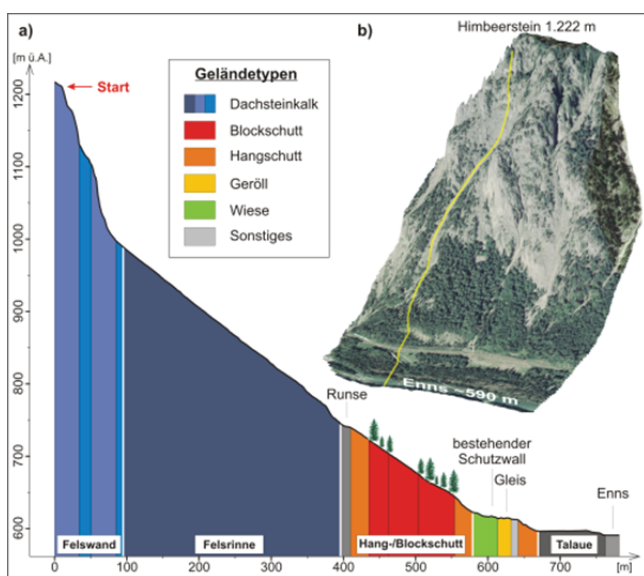 a)
[m ü.A.]
1200
1100
1000
900
800
700
600
Start
Geländetypen
Dachsteinkalk
Blockschutt
Hangschutt
Geröll
Wiese
Sonstiges
b)
Himbeerstein 1.222 m
Enns ~590 m
Runse
bestehender
Schutzwall
Gleis
Enns
Felswand
Felsrinne
Hang-/Blockschutt
Talaue
0
100
200
300
400
500
600
700
[m]